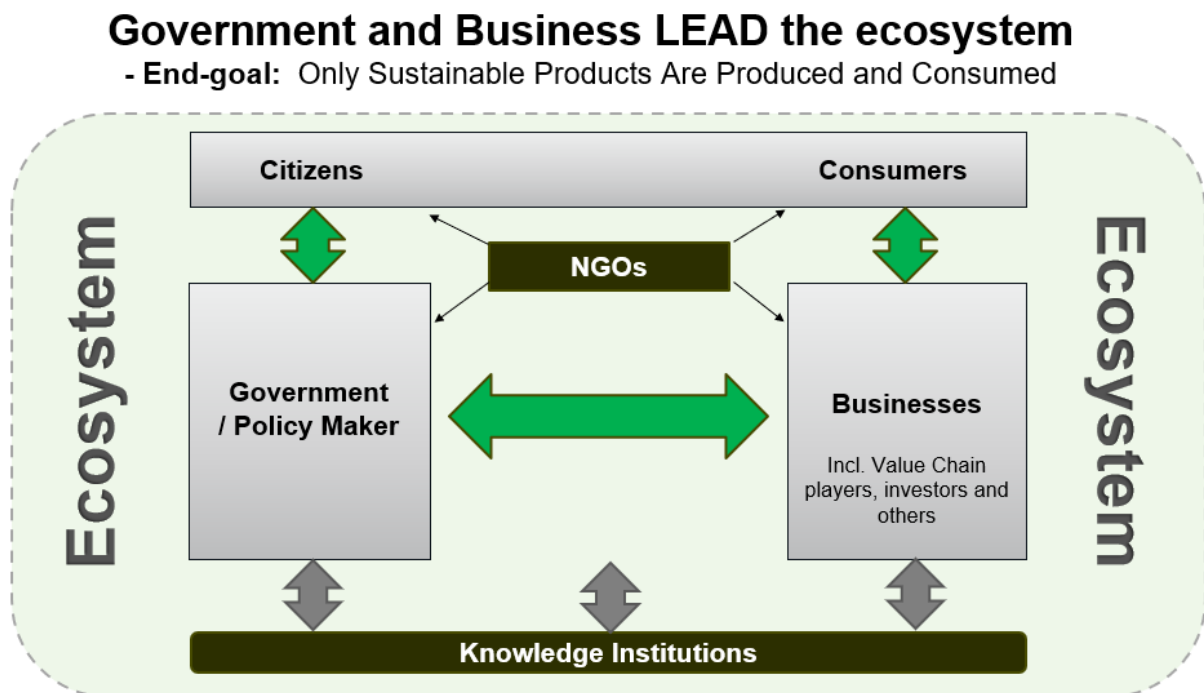 Government and Business LEAD the ecosystem
- End-goal: Only Sustainable Products Are Produced and Consumed
Citizens
Consumers
NGOs
Ecosystem
Ecosystem
Government
/ Policy Maker
Businesses
Incl. Value Chain
players, investors and
others
Knowledge Institutions